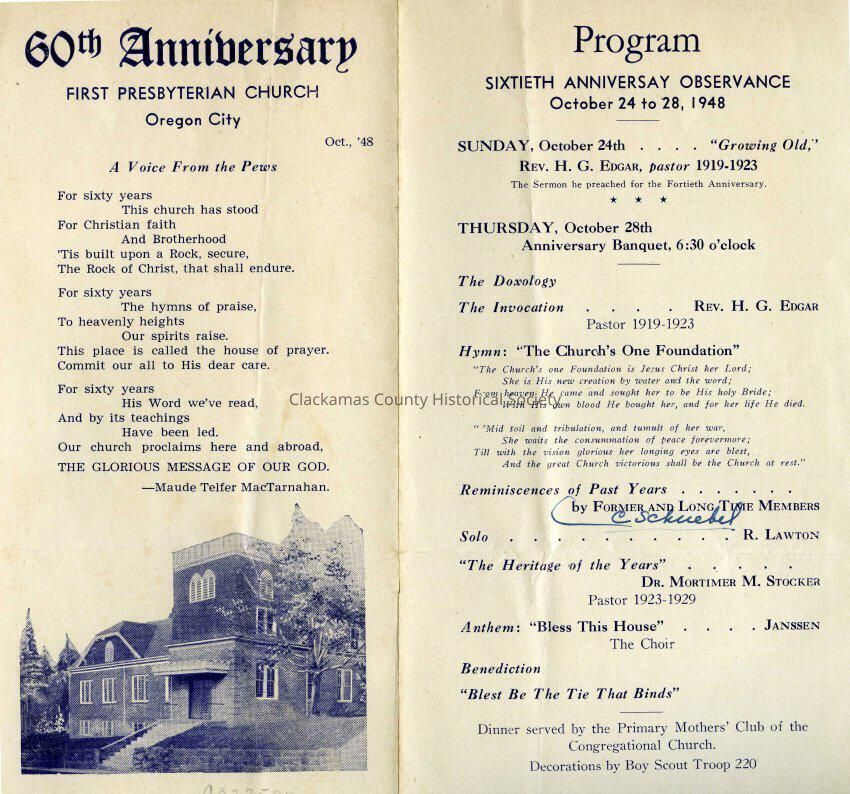 60th Anniversary
FIRST PRESBYTERIAN CHURCH
Oregon City
Oct., '48
A Voice From the Pews
For sixty years
This church has stood
For Christian faith
And Brotherhood
'Tis built upon a Rock, secure,
The Rock of Christ, that shall endure.
For sixty years
The hymns of praise,
To heavenly heights
Our spirits raise.
This place is called the house of prayer.
Commit our all to His dear care.
For sixty years
His Word we've read,
And by its teachings
Have been led.
Our church proclaims here and abroad,
THE GLORIOUS MESSAGE OF OUR GOD.
—Maude Telfer MacTarnahan.
Program
SIXTIETH ANNIVERSAY OBSERVANCE
October 24 to 28, 1948
SUNDAY, October 24th . . . . "Growing Old,"
REV. H. G. EDGAR, pastor 1919-1923
The Sermon he preached for the Fortieth Anniversary.
* * *
THURSDAY, October 28th
Anniversary Banquet, 6:30 o'clock
The Doxology
The Invocation . . . . REV. H. G. EDGAR
Pastor 1919-1923
Hymn: "The Church's One Foundation"
"The Church's one Foundation is Jesus Christ her Lord;
She is His new creation by water and the word;
From heaven He came and sought her to be His holy Bride;
With His own blood He bought her, and for her life He died.
" 'Mid toil and tribulation, and tumult of her war,
She waits the consummation of peace forevermore;
Till with the vision glorious her longing eyes are blest,
And the great Church victorious shall be the Church at rest."
Reminiscences of Past Years . . . . . . .
by FORMER AND LONG TIME MEMBERS
C Schuebel
Solo . . . . . . . . . . R. LAWTON
"The Heritage of the Years" . . . . . .
DR. MORTIMER M. STOCKER
Pastor 1923-1929
Anthem: "Bless This House" . . . . JANSSEN
The Choir
Benediction
"Blest Be The Tie That Binds"
Dinner served by the Primary Mothers' Club of the
Congregational Church.
Decorations by Boy Scout Troop 220
Clackamas County Historical Society